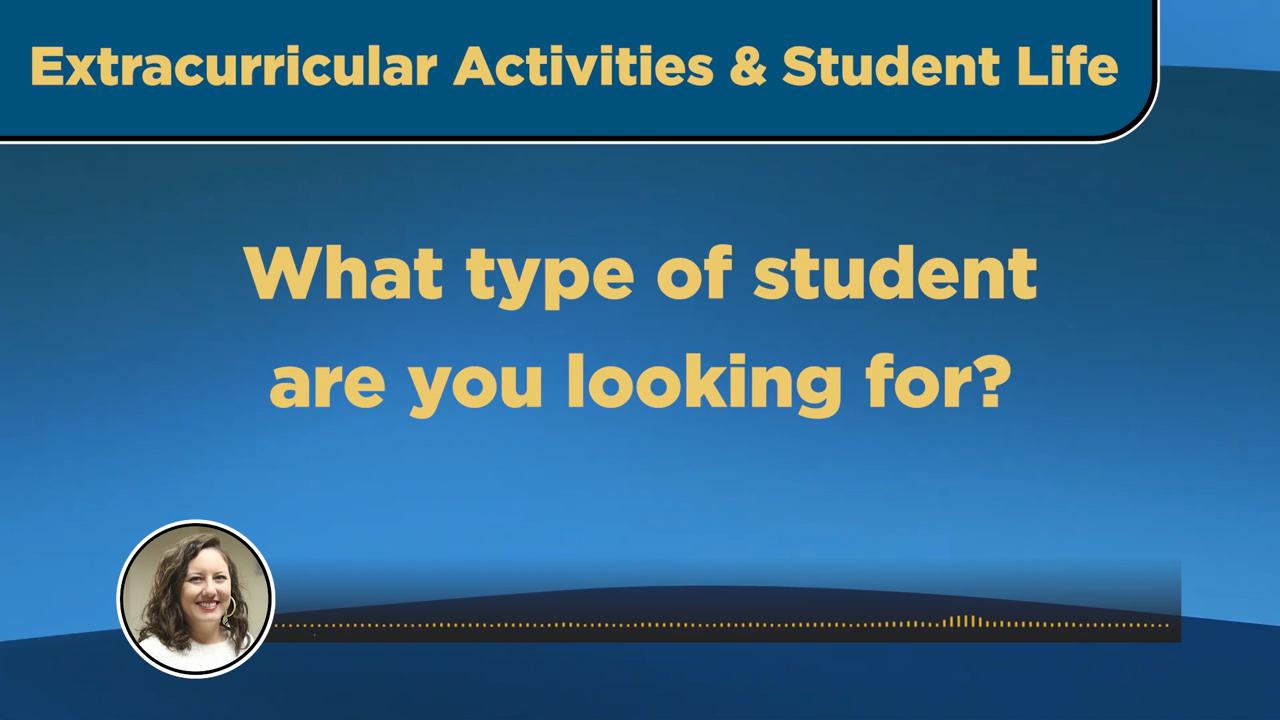 Extracurricular Activities & Student Life
What type of student
are you looking for?